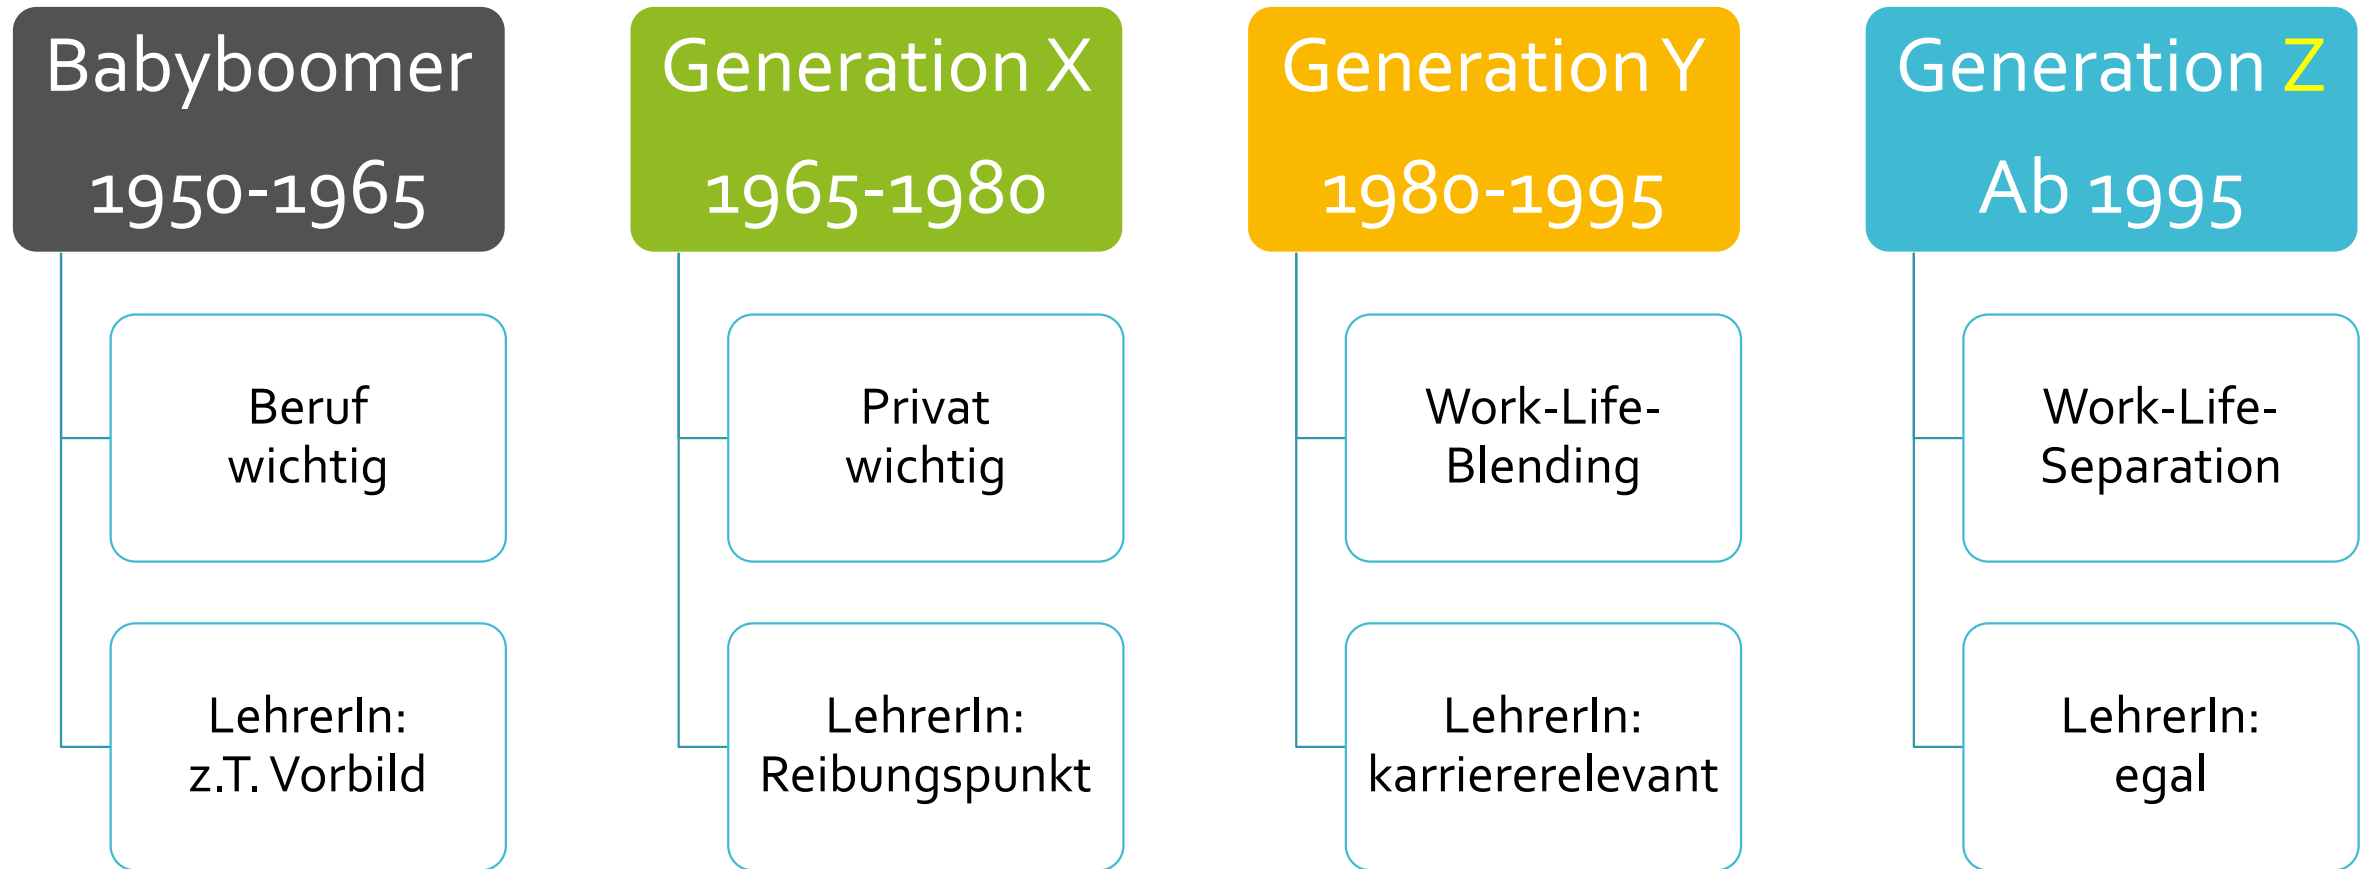 Babyboomer
1950-1965
Beruf
wichtig
LehrerIn:
z.T. Vorbild
Generation X
1965-1980
Privat
wichtig
LehrerIn:
Reibungspunkt
Generation Y
1980-1995
Work-Life-
Blending
LehrerIn:
karriererelevant
Generation Z
Ab 1995
Work-Life-
Separation
LehrerIn:
egal